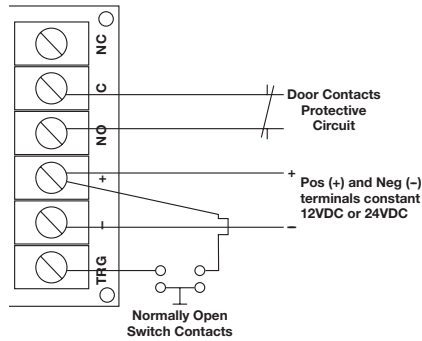 NC
C
NO
+
–
TRG
Door Contacts
Protective
Circuit
+
Pos (+) and Neg (–)
terminals constant
12VDC or 24VDC
–
Normally Open
Switch Contacts